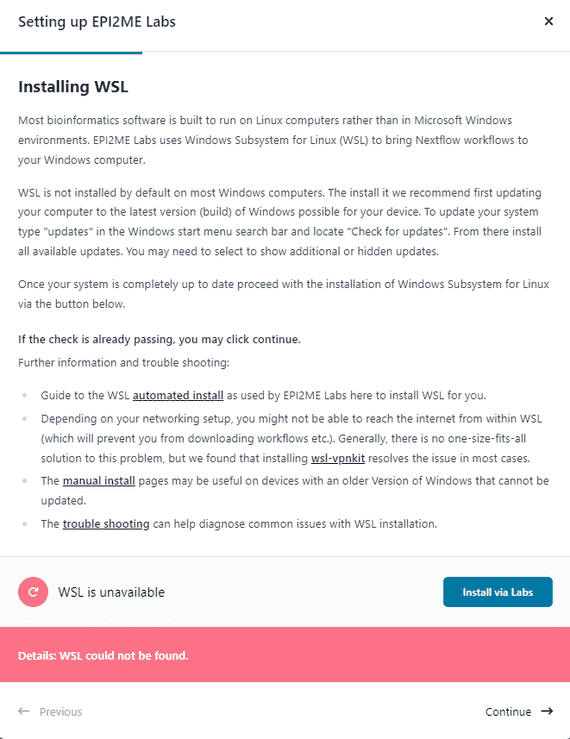 Setting up EPI2ME Labs
Installing WSL
Most bioinformatics software is built to run on Linux computers rather than in Microsoft Windows
environments. EPI2ME Labs uses Windows Subsystem for Linux (WSL) to bring Nextflow workflows to
your Windows computer.
WSL is not installed by default on most Windows computers. The install it we recommend first updating
your computer to the latest version (build) of Windows possible for your device. To update your system
type "updates" in the Windows start menu search bar and locate "Check for updates". From there install
all available updates. You may need to select to show additional or hidden updates.
Once your system is completely up to date proceed with the installation of Windows Subsystem for Linux
via the button below.
If the check is already passing, you may click continue.
Further information and trouble shooting:
Guide to the WSL automated install as used by EPI2ME Labs here to install WSL for you.
Depending on your networking setup, you might not be able to reach the internet from within WSL
(which will prevent you from downloading workflows etc.). Generally, there is no one-size-fits-all
solution to this problem, but we found that installing wsl-vpnkit resolves the issue in most cases.
The manual install pages may be useful on devices with an older Version of Windows that cannot be
updated.
The trouble shooting can help diagnose common issues with WSL installation.
WSL is unavailable
Install via Labs
Details: WSL could not be found.
Previous
Continue